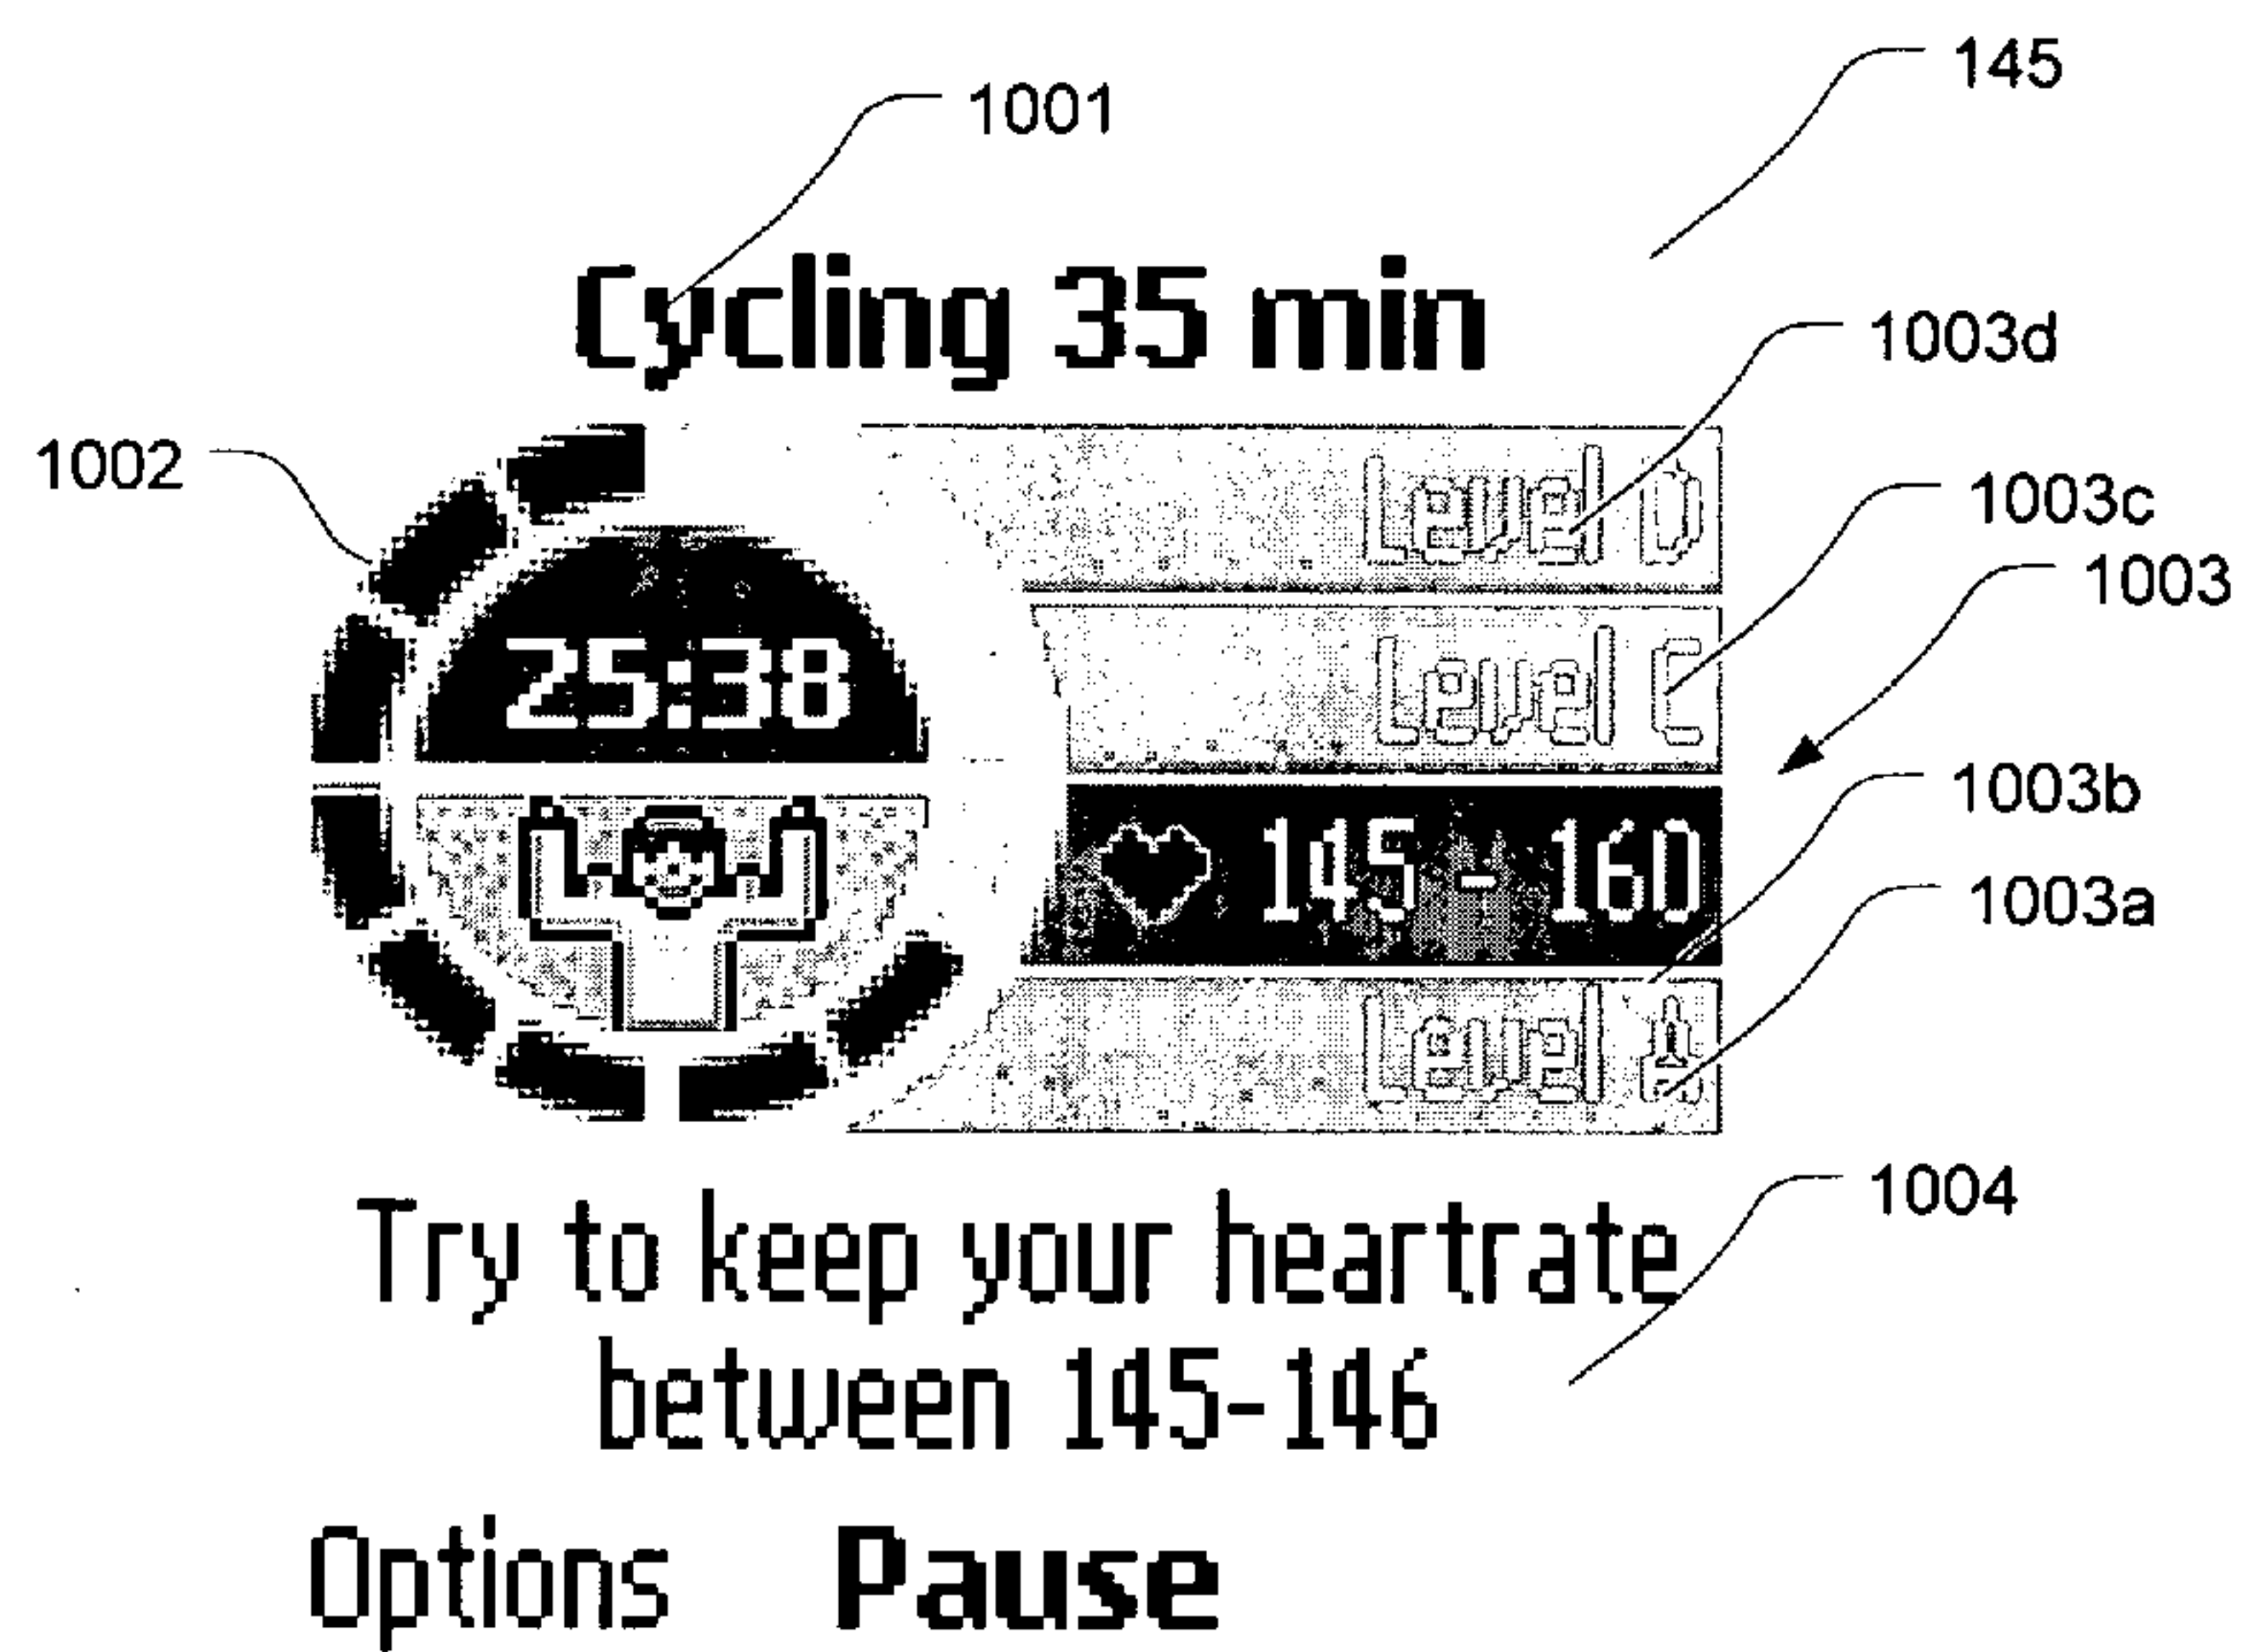 145
1001
Cycling 35 min
1003d
1002
Level D
1003c
Level C
1003
25:38
1003b
145 - 160
1003a
Level A
1004
Try to keep your heartrate
between 145-146
Options Pause